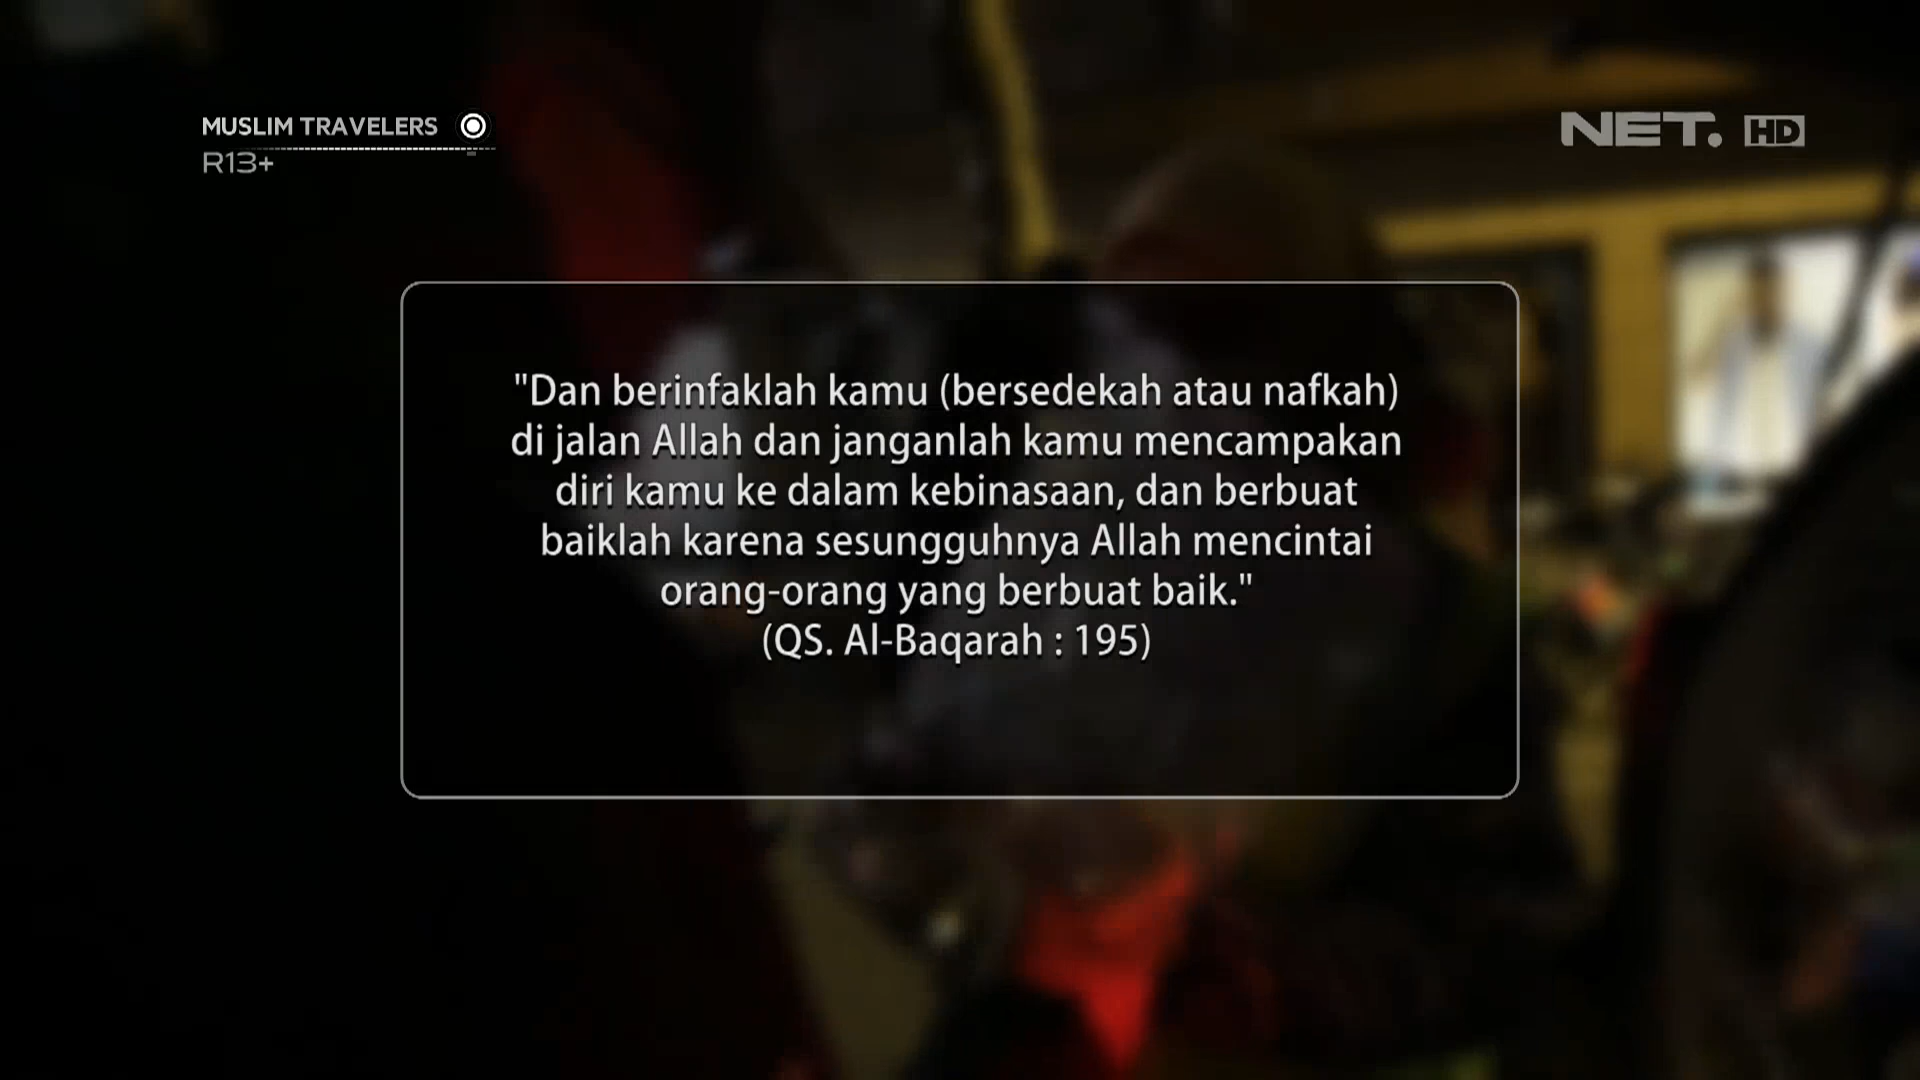 MUSLIM TRAVELERS
R13+
NET. HD
"Dan berinfaklah kamu (bersedekah atau nafkah)
di jalan Allah dan janganlah kamu mencampakan
diri kamu ke dalam kebinasaan, dan berbuat
baiklah karena sesungguhnya Allah mencintai
orang-orang yang berbuat baik."
(QS. Al-Baqarah : 195)